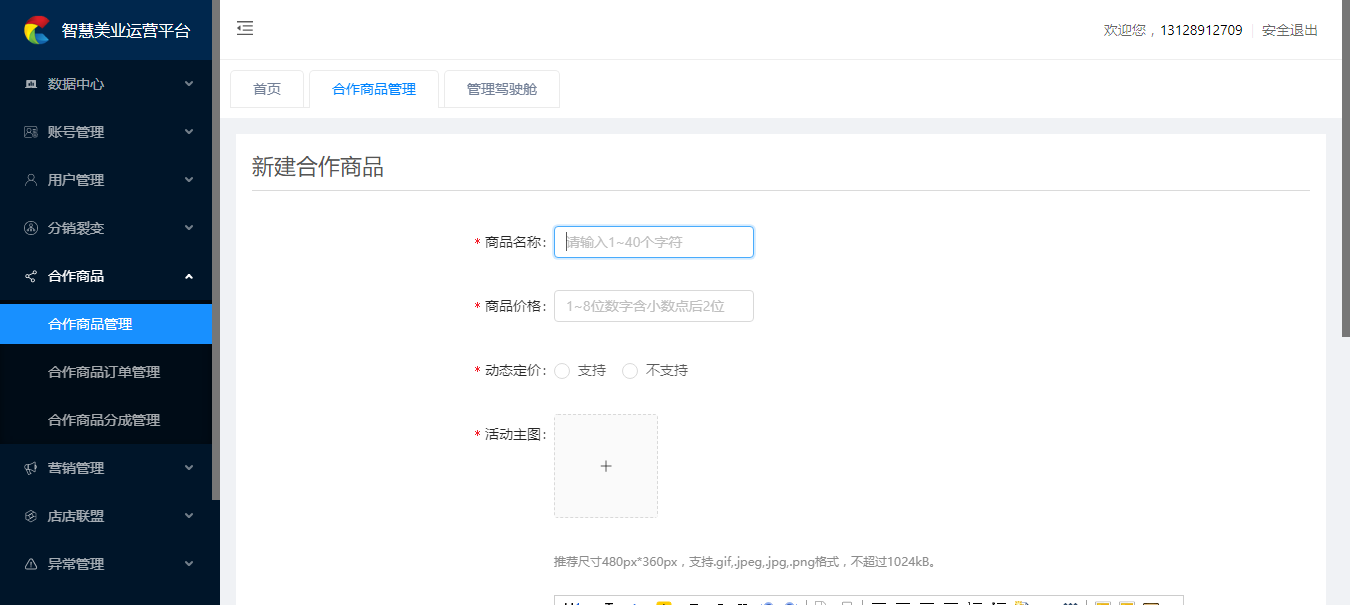 智慧美业运营平台
欢迎您，13128912709 安全退出
数据中心
账号管理
用户管理
分销裂变
合作商品
合作商品管理
合作商品订单管理
合作商品分成管理
营销管理
店店联盟
异常管理
首页 合作商品管理 管理驾驶舱
新建合作商品
* 商品名称: 请输入1~40个字符
* 商品价格: 1~8位数字含小数点后2位
* 动态定价: 支持 不支持
* 活动主图:
推荐尺寸480px*360px，支持.gif,.jpeg,.jpg,.png格式，不超过1024kB。